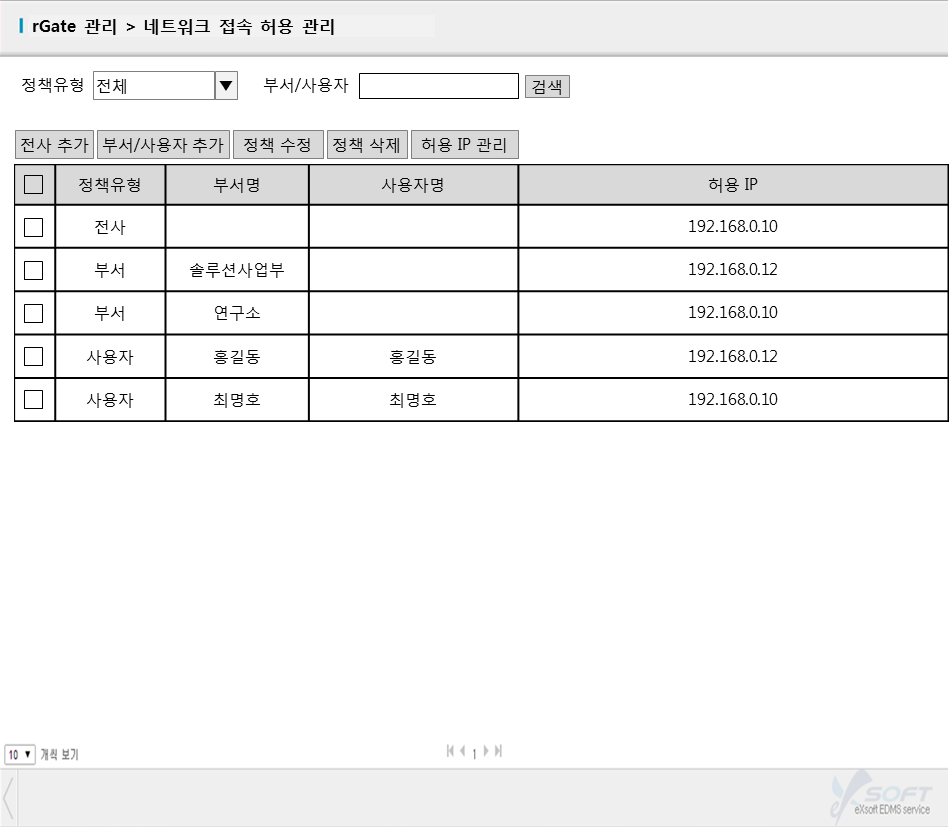 rGate 관리 > 네트워크 접속 허용 관리
정책유형 전체 ▼ 부서/사용자 검색
전사 추가 부서/사용자 추가 정책 수정 정책 삭제 허용 IP 관리
정책유형 부서명 사용자명 허용 IP
전사 192.168.0.10
부서 솔루션사업부 192.168.0.12
부서 연구소 192.168.0.10
사용자 홍길동 홍길동 192.168.0.12
사용자 최명호 최명호 192.168.0.10
10 ▼ 개씩 보기 1
SOFT
eXsoft EDMS service